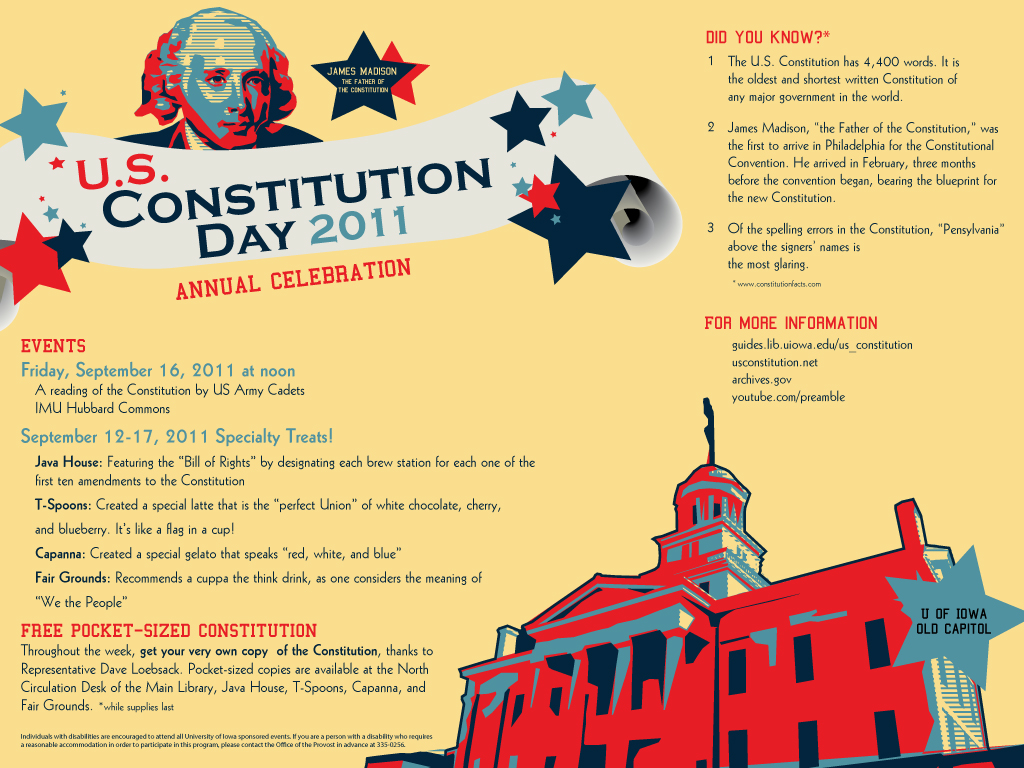 JAMES MADISON
THE FATHER OF
THE CONSTITUTION
U.S.
CONSTITUTION
DAY 2011
ANNUAL CELEBRATION
EVENTS
Friday, September 16, 2011 at noon
A reading of the Constitution by US Army Cadets
IMU Hubbard Commons
September 12-17, 2011 Specialty Treats!
Java House: Featuring the "Bill of Rights" by designating each brew station for each one of the
first ten amendments to the Constitution
T-Spoons: Created a special latte that is the "perfect Union" of white chocolate, cherry,
and blueberry. It's like a flag in a cup!
Capanna: Created a special gelato that speaks "red, white, and blue"
Fair Grounds: Recommends a cuppa the think drink, as one considers the meaning of
"We the People"
FREE POCKET-SIZED CONSTITUTION
Throughout the week, get your very own copy of the Constitution, thanks to
Representative Dave Loebsack. Pocket-sized copies are available at the North
Circulation Desk of the Main Library, Java House, T-Spoons, Capanna, and
Fair Grounds. *while supplies last
Individuals with disabilities are encouraged to attend all University of Iowa sponsored events. If you are a person with a disability who requires
a reasonable accommodation in order to participate in this program, please contact the Office of the Provost in advance at 335-0256.
DID YOU KNOW?*
1 The U.S. Constitution has 4,400 words. It is
the oldest and shortest written Constitution of
any major government in the world.
2 James Madison, "the Father of the Constitution," was
the first to arrive in Philadelphia for the Constitutional
Convention. He arrived in February, three months
before the convention began, bearing the blueprint for
the new Constitution.
3 Of the spelling errors in the Constitution, "Pensylvania"
above the signers' names is
the most glaring.
* www.constitutionfacts.com
FOR MORE INFORMATION
guides.lib.uiowa.edu/us_constitution
usconstitution.net
archives.gov
youtube.com/preamble
U OF IOWA
OLD CAPITOL